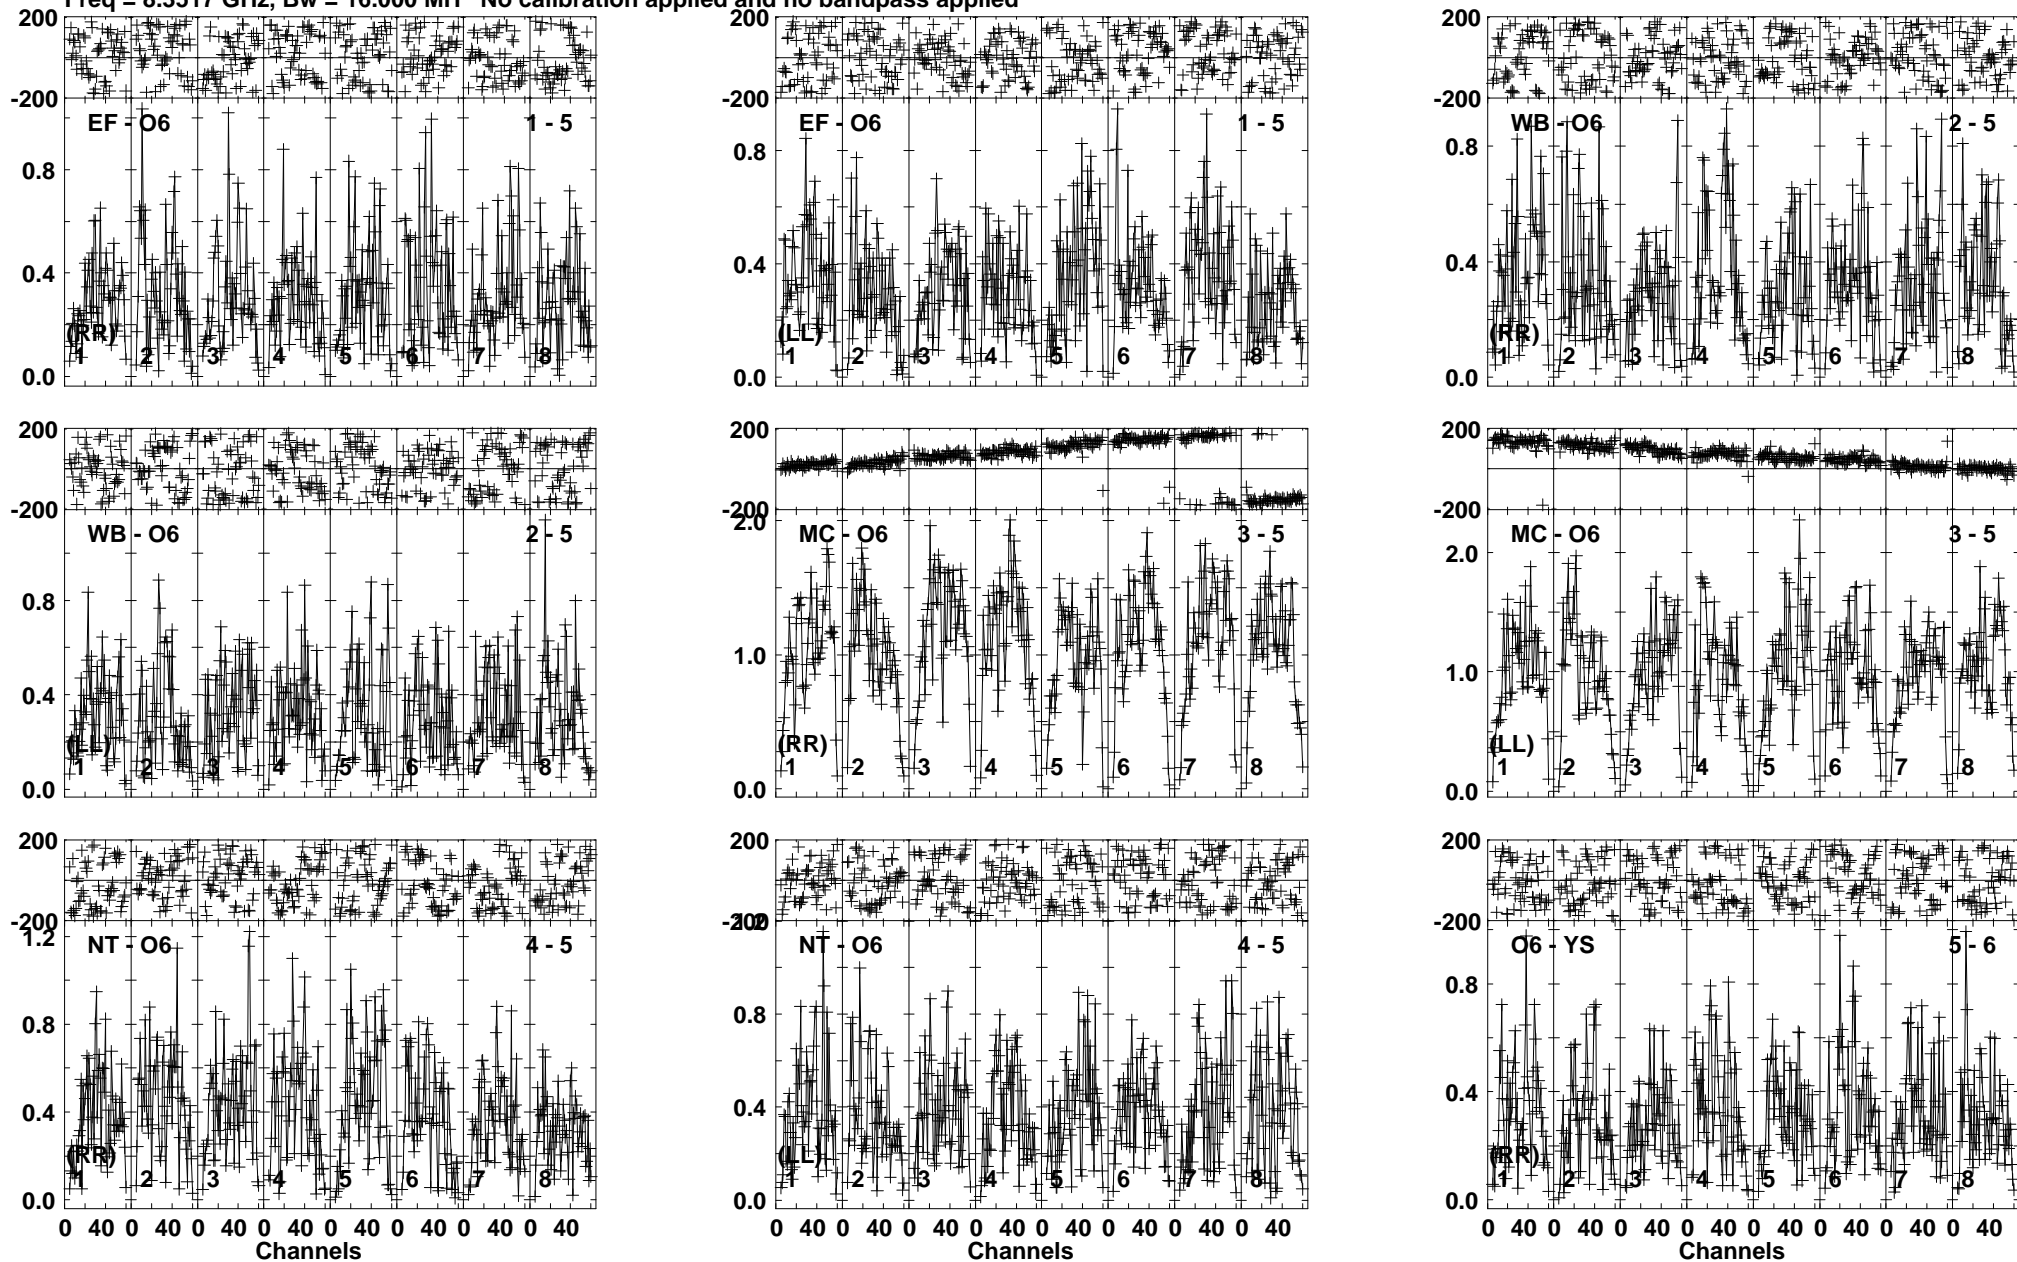 Freq = 8.3517 GHz, Bw = 16.000 MH No calibration applied and no bandpass applied
200 200 200
-200 -200 -200
EF - O6 1 - 5 EF - O6 1 - 5 WB - O6 2 - 5
0.8 0.8 0.8
0.4 0.4 0.4
(RR) (LL) (RR)
1 2 3 4 5 6 7 8 1 2 3 4 5 6 7 8 1 2 3 4 5 6 7 8
0.0 0.0 0.0
200 200 200
-200 -200 -200
2.0
WB - O6 2 - 5 MC - O6 3 - 5 MC - O6 3 - 5
2.0
0.8
1.0 1.0
0.4
(LL) (RR) (LL)
1 2 3 4 5 6 7 8 1 2 3 4 5 6 7 8 1 2 3 4 5 6 7 8
0.0 0.0 0.0
200 200 200
-200 -200 -200
1.2 1.2
NT - O6 4 - 5 NT - O6 4 - 5 O6 - YS 5 - 6
0.8 0.8 0.8
0.4 0.4 0.4
(RR) (LL) (RR)
1 2 3 4 5 6 7 8 1 2 3 4 5 6 7 8 1 2 3 4 5 6 7 8
0.0 0.0 0.0
0 40 0 40 0 40 0 40 0 40 0 40 0 40 0 40 0 40 0 40 0 40 0 40 0 40 0 40 0 40 0 40 0 40 0 40 0 40 0 40 0 40 0 40 0 40 0 40
Channels Channels Channels